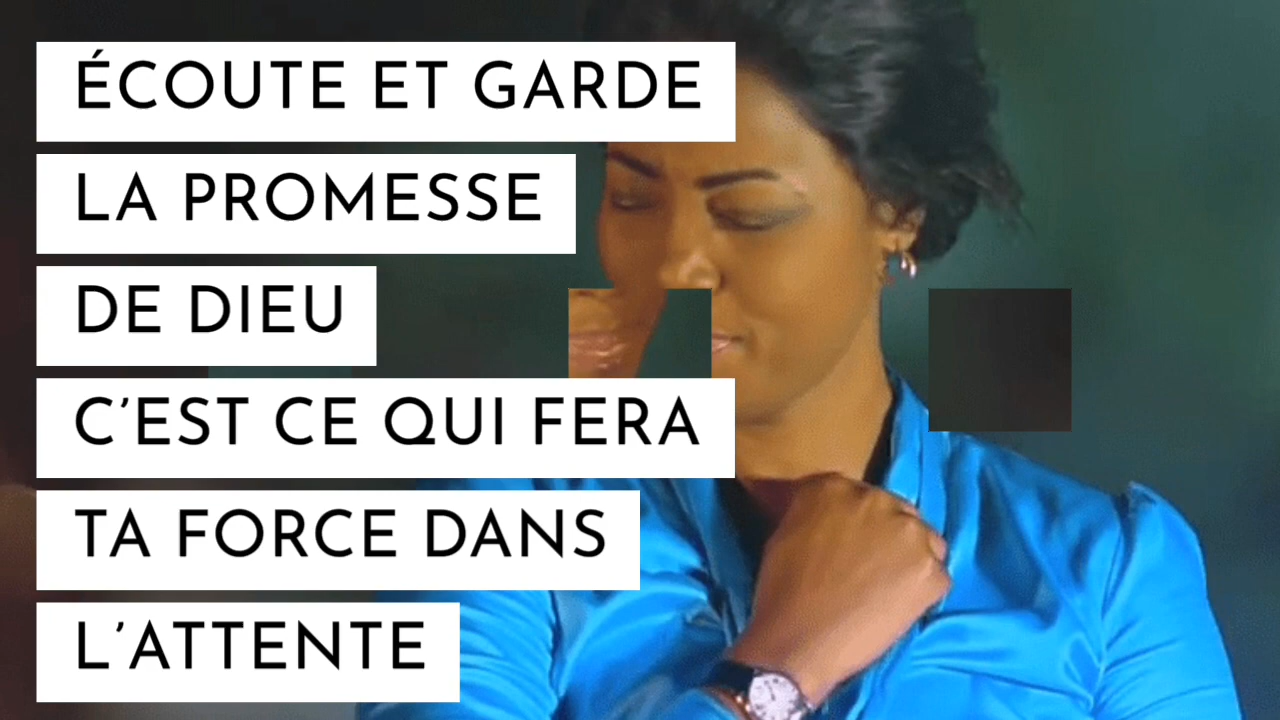 ÉCOUTE ET GARDE
LA PROMESSE
DE DIEU
C’EST CE QUI FERA
TA FORCE DANS
L’ATTENTE